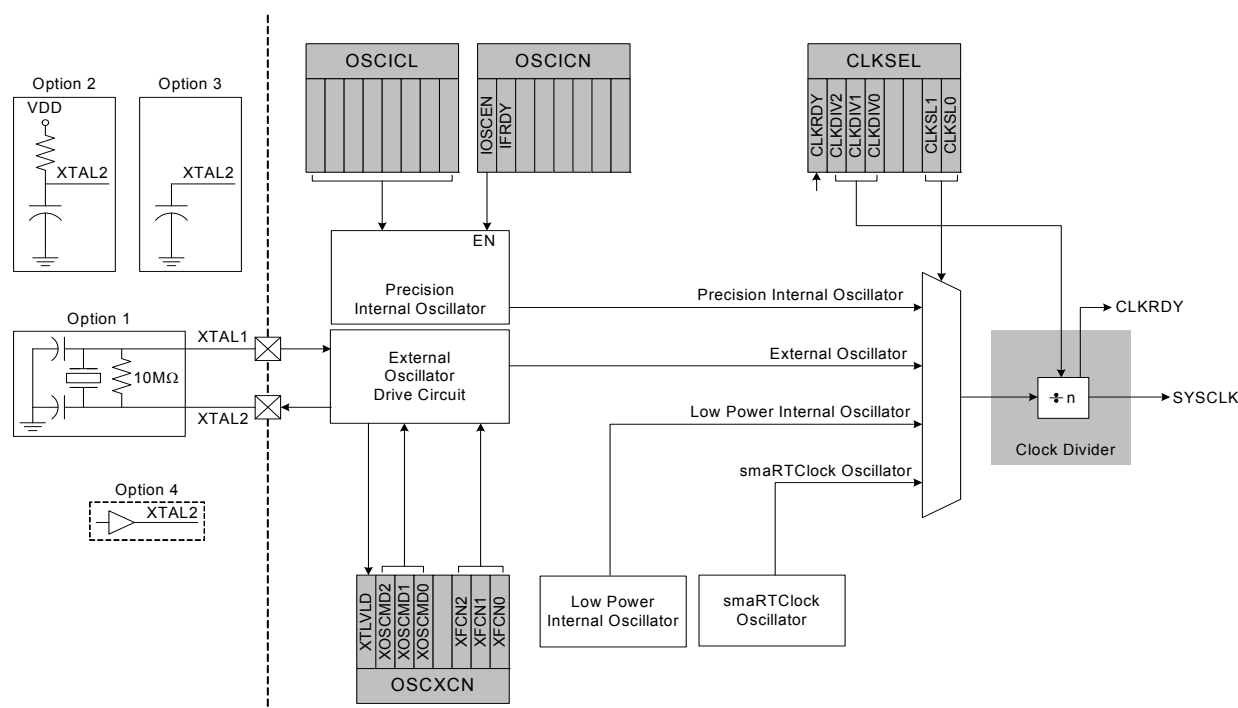 OSCICL
OSCICN
IOSCEN
IFRDY
CLKSEL
CLKRDY
CLKDIV2
CLKDIV1
CLKDIV0
CLKSL1
CLKSL0
Option 2
VDD
XTAL2
Option 3
XTAL2
EN
Precision
Internal Oscillator
Precision Internal Oscillator
Option 1
XTAL1
10MΩ
XTAL2
External
Oscillator
Drive Circuit
External Oscillator
CLKRDY
÷ n
SYSCLK
Clock Divider
Low Power Internal Oscillator
smaRTClock Oscillator
Option 4
XTAL2
XTLVLD
XOSCMD2
XOSCMD1
XOSCMD0
XFCN2
XFCN1
XFCN0
OSCXCN
Low Power
Internal Oscillator
smaRTClock
Oscillator